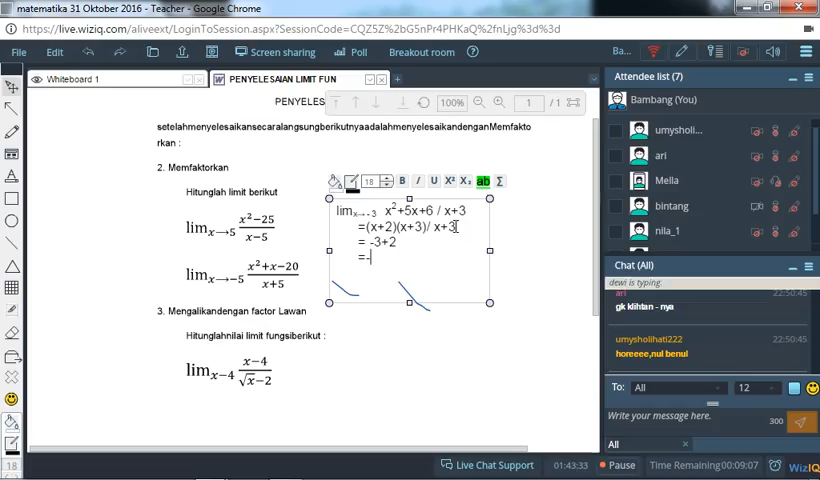 matematika 31 Oktober 2016 - Teacher - Google Chrome
https://live.wiziq.com/aliveext/LoginToSession.aspx?SessionCode=CQZ5Z%2bG5nPr4PHKaQ%2fnLjg%3d%3d
File Edit Screen sharing Poll Breakout room Ba...
Whiteboard 1 PENYELESAIAN LIMIT FUN
Attendee list (7)
PENYELES 100% 1 / 1
Bambang (You)
setelahmenyelesaikansecaralangsungberikutnyaadalahmenyelesaikandenganMemfakto
rkan :
umysholi...
ari
2. Memfaktorkan
Mella
18 B I U X² X₂ ab Σ
Hitunglah limit berikut
bintang
lim x→-3 x²+5x+6 / x+3
=(x+2)(x+3)/ x+3
= -3+2
=-
lim x→5 x²−25
x−5
nila_1
lim x→−5 x²+x−20
x+5
Chat (All)
dewi is typing.
ari 22:50:45
gk klihtan - nya
umysholihati222 22:50:45
horeeee,nul benul
3. Mengalikandengan factor Lawan
Hitunglahnilai limit fungsiberikut :
lim x−4 x−4
√x−2
To: All 12
Write your message here. 300
All x
18
Live Chat Support 01:43:33 Pause Time Remaining 00:09:07 WizIQ